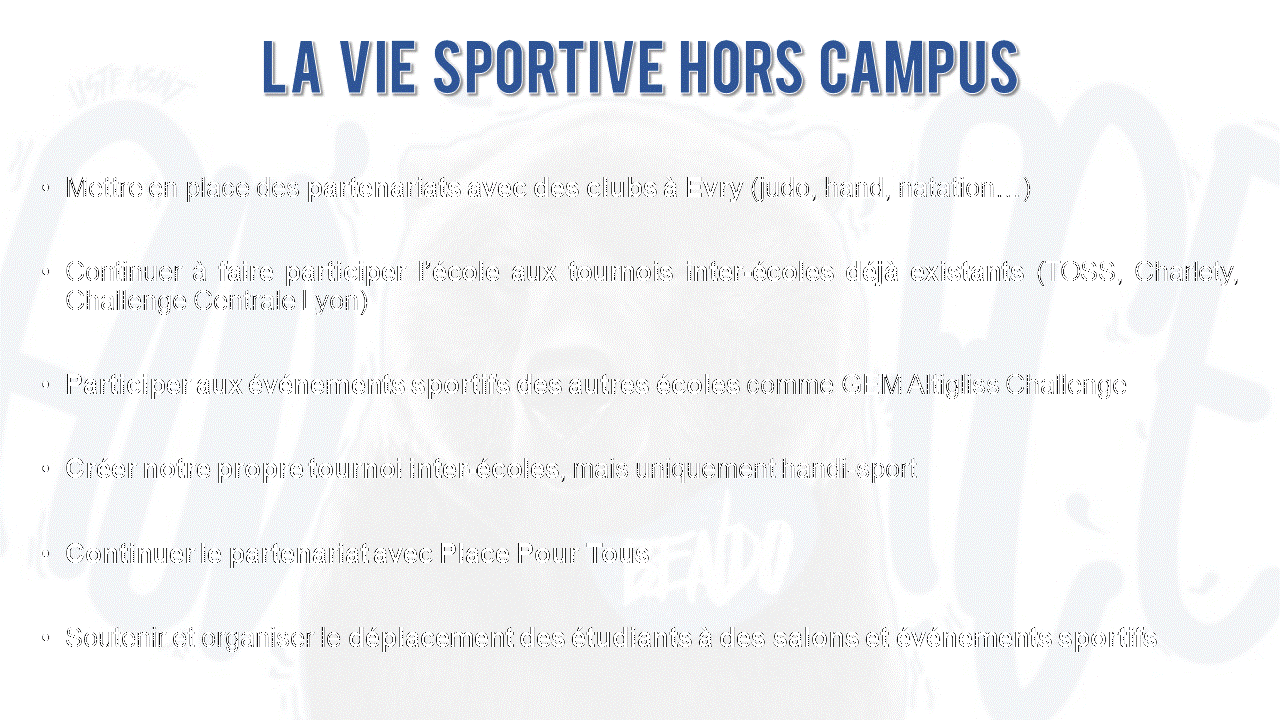 LA VIE SPORTIVE HORS CAMPUS
• Mettre en place des partenariats avec des clubs à Evry (judo, hand, natation…)
• Continuer à faire participer l'école aux tournois inter-écoles déjà existants (TOSS, Charlety,
Challenge Centrale Lyon)
• Participer aux événements sportifs des autres écoles comme GEM Altigliss Challenge
• Créer notre propre tournoi inter-écoles, mais uniquement handi-sport
• Continuer le partenariat avec Place Pour Tous
• Soutenir et organiser le déplacement des étudiants à des salons et événements sportifs